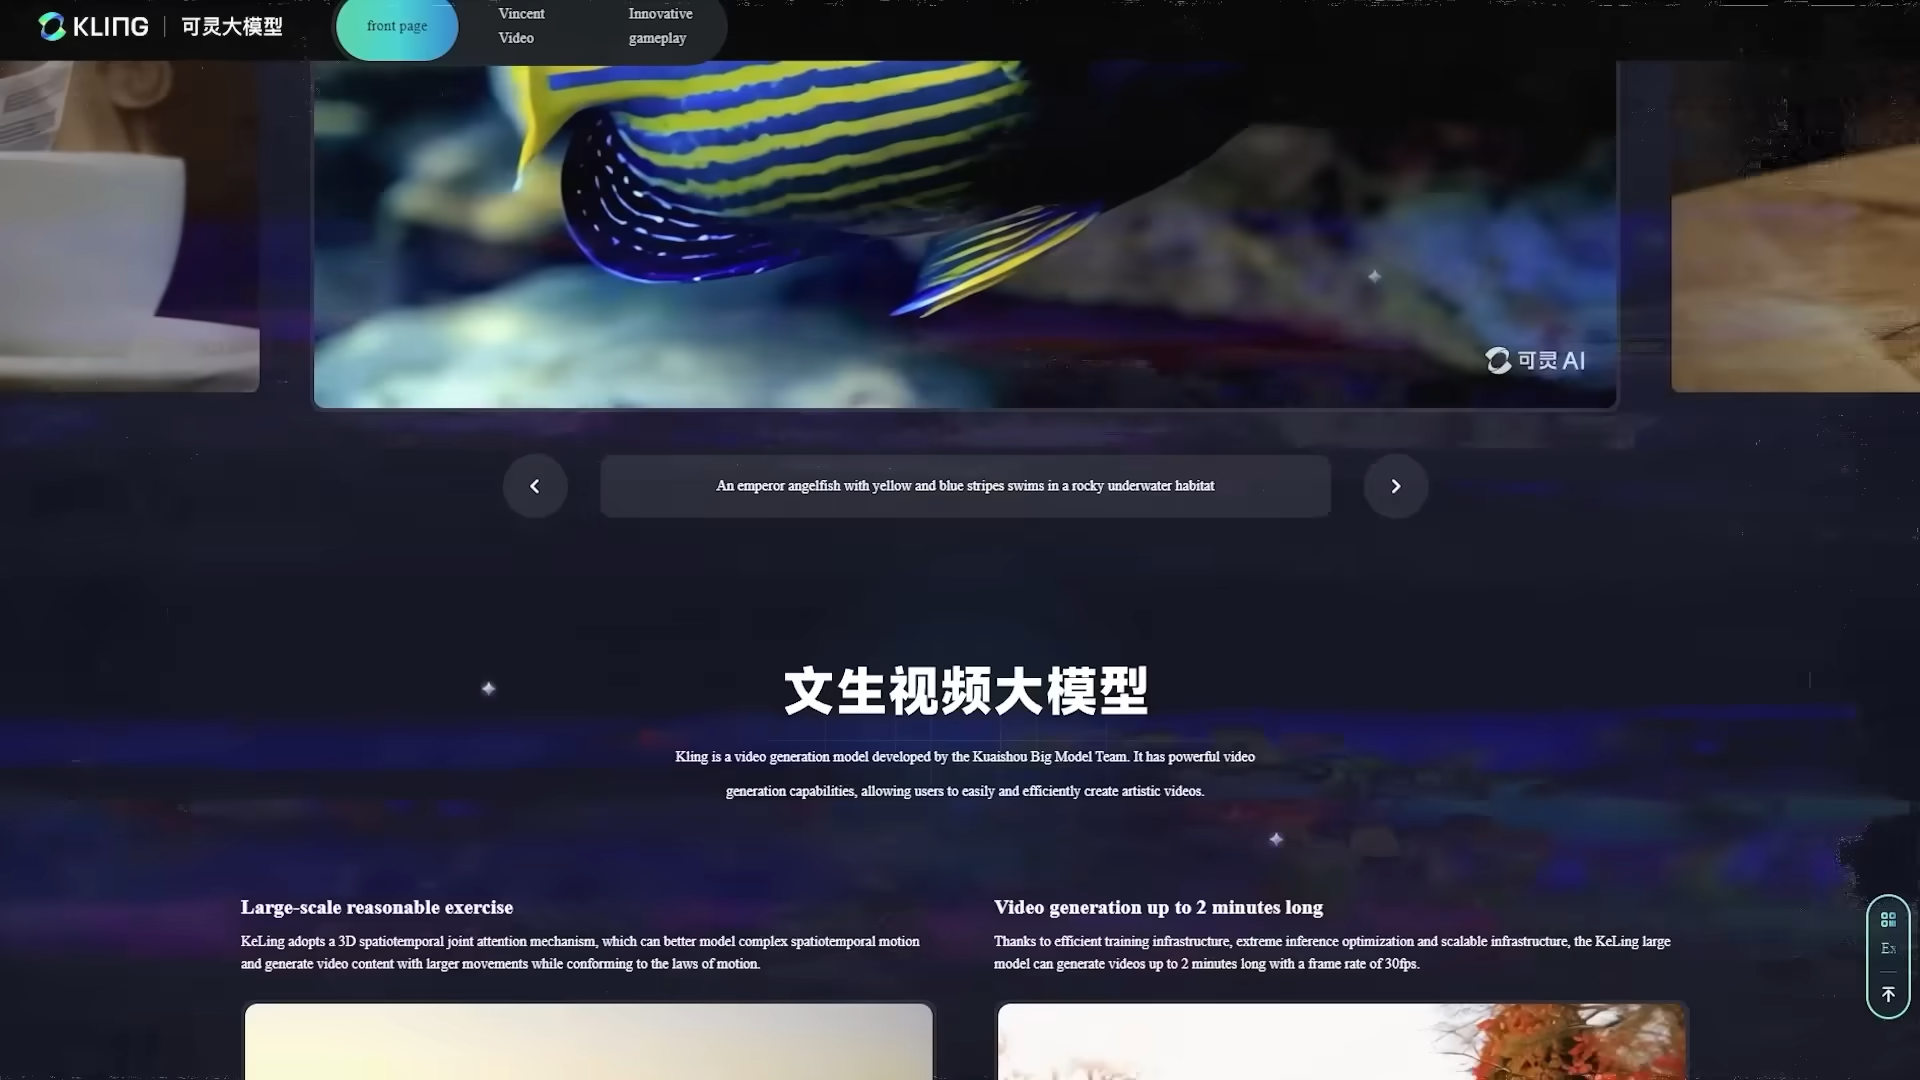 KLING 可灵大模型
front page
Vincent
Video
Innovative
gameplay
可灵 AI
An emperor angelfish with yellow and blue stripes swims in a rocky underwater habitat
文生视频大模型
Kling is a video generation model developed by the Kuaishou Big Model Team. It has powerful video
generation capabilities, allowing users to easily and efficiently create artistic videos.
Large-scale reasonable exercise
KeLing adopts a 3D spatiotemporal joint attention mechanism, which can better model complex spatiotemporal motion
and generate video content with larger movements while conforming to the laws of motion.
Video generation up to 2 minutes long
Thanks to efficient training infrastructure, extreme inference optimization and scalable infrastructure, the KeLing large
model can generate videos up to 2 minutes long with a frame rate of 30fps.